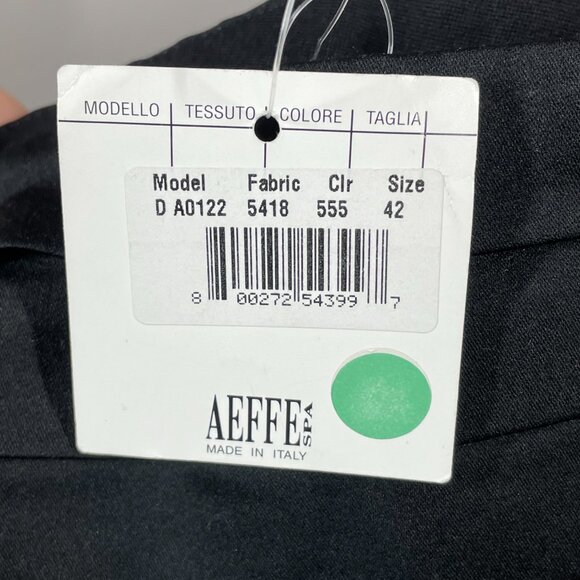 MODELLO TESSUTO COLORE TAGLIA
Model Fabric Clr Size
D A0122 5418 555 42
8 00272 54399 7
AEFFE SPA
MADE IN ITALY